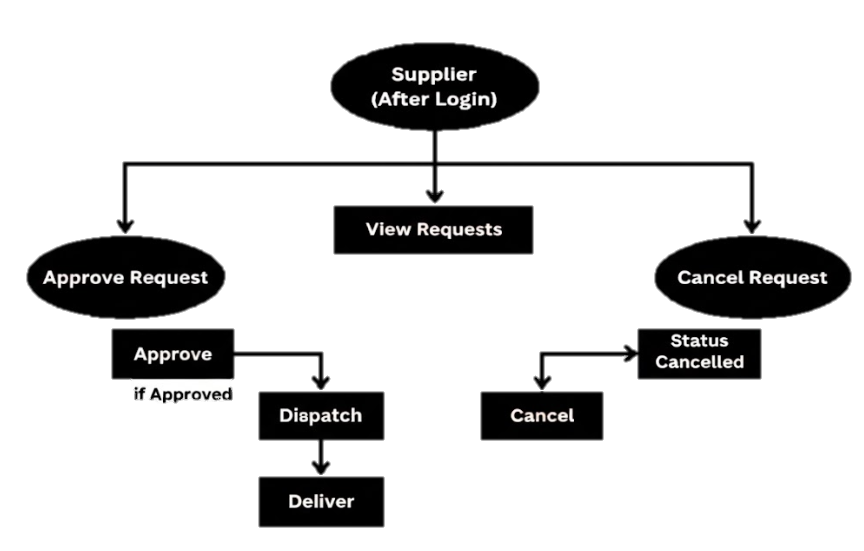 Supplier
(After Login)
View Requests
Approve Request
Cancel Request
Approve
if Approved
Status
Cancelled
Dispatch
Cancel
Deliver